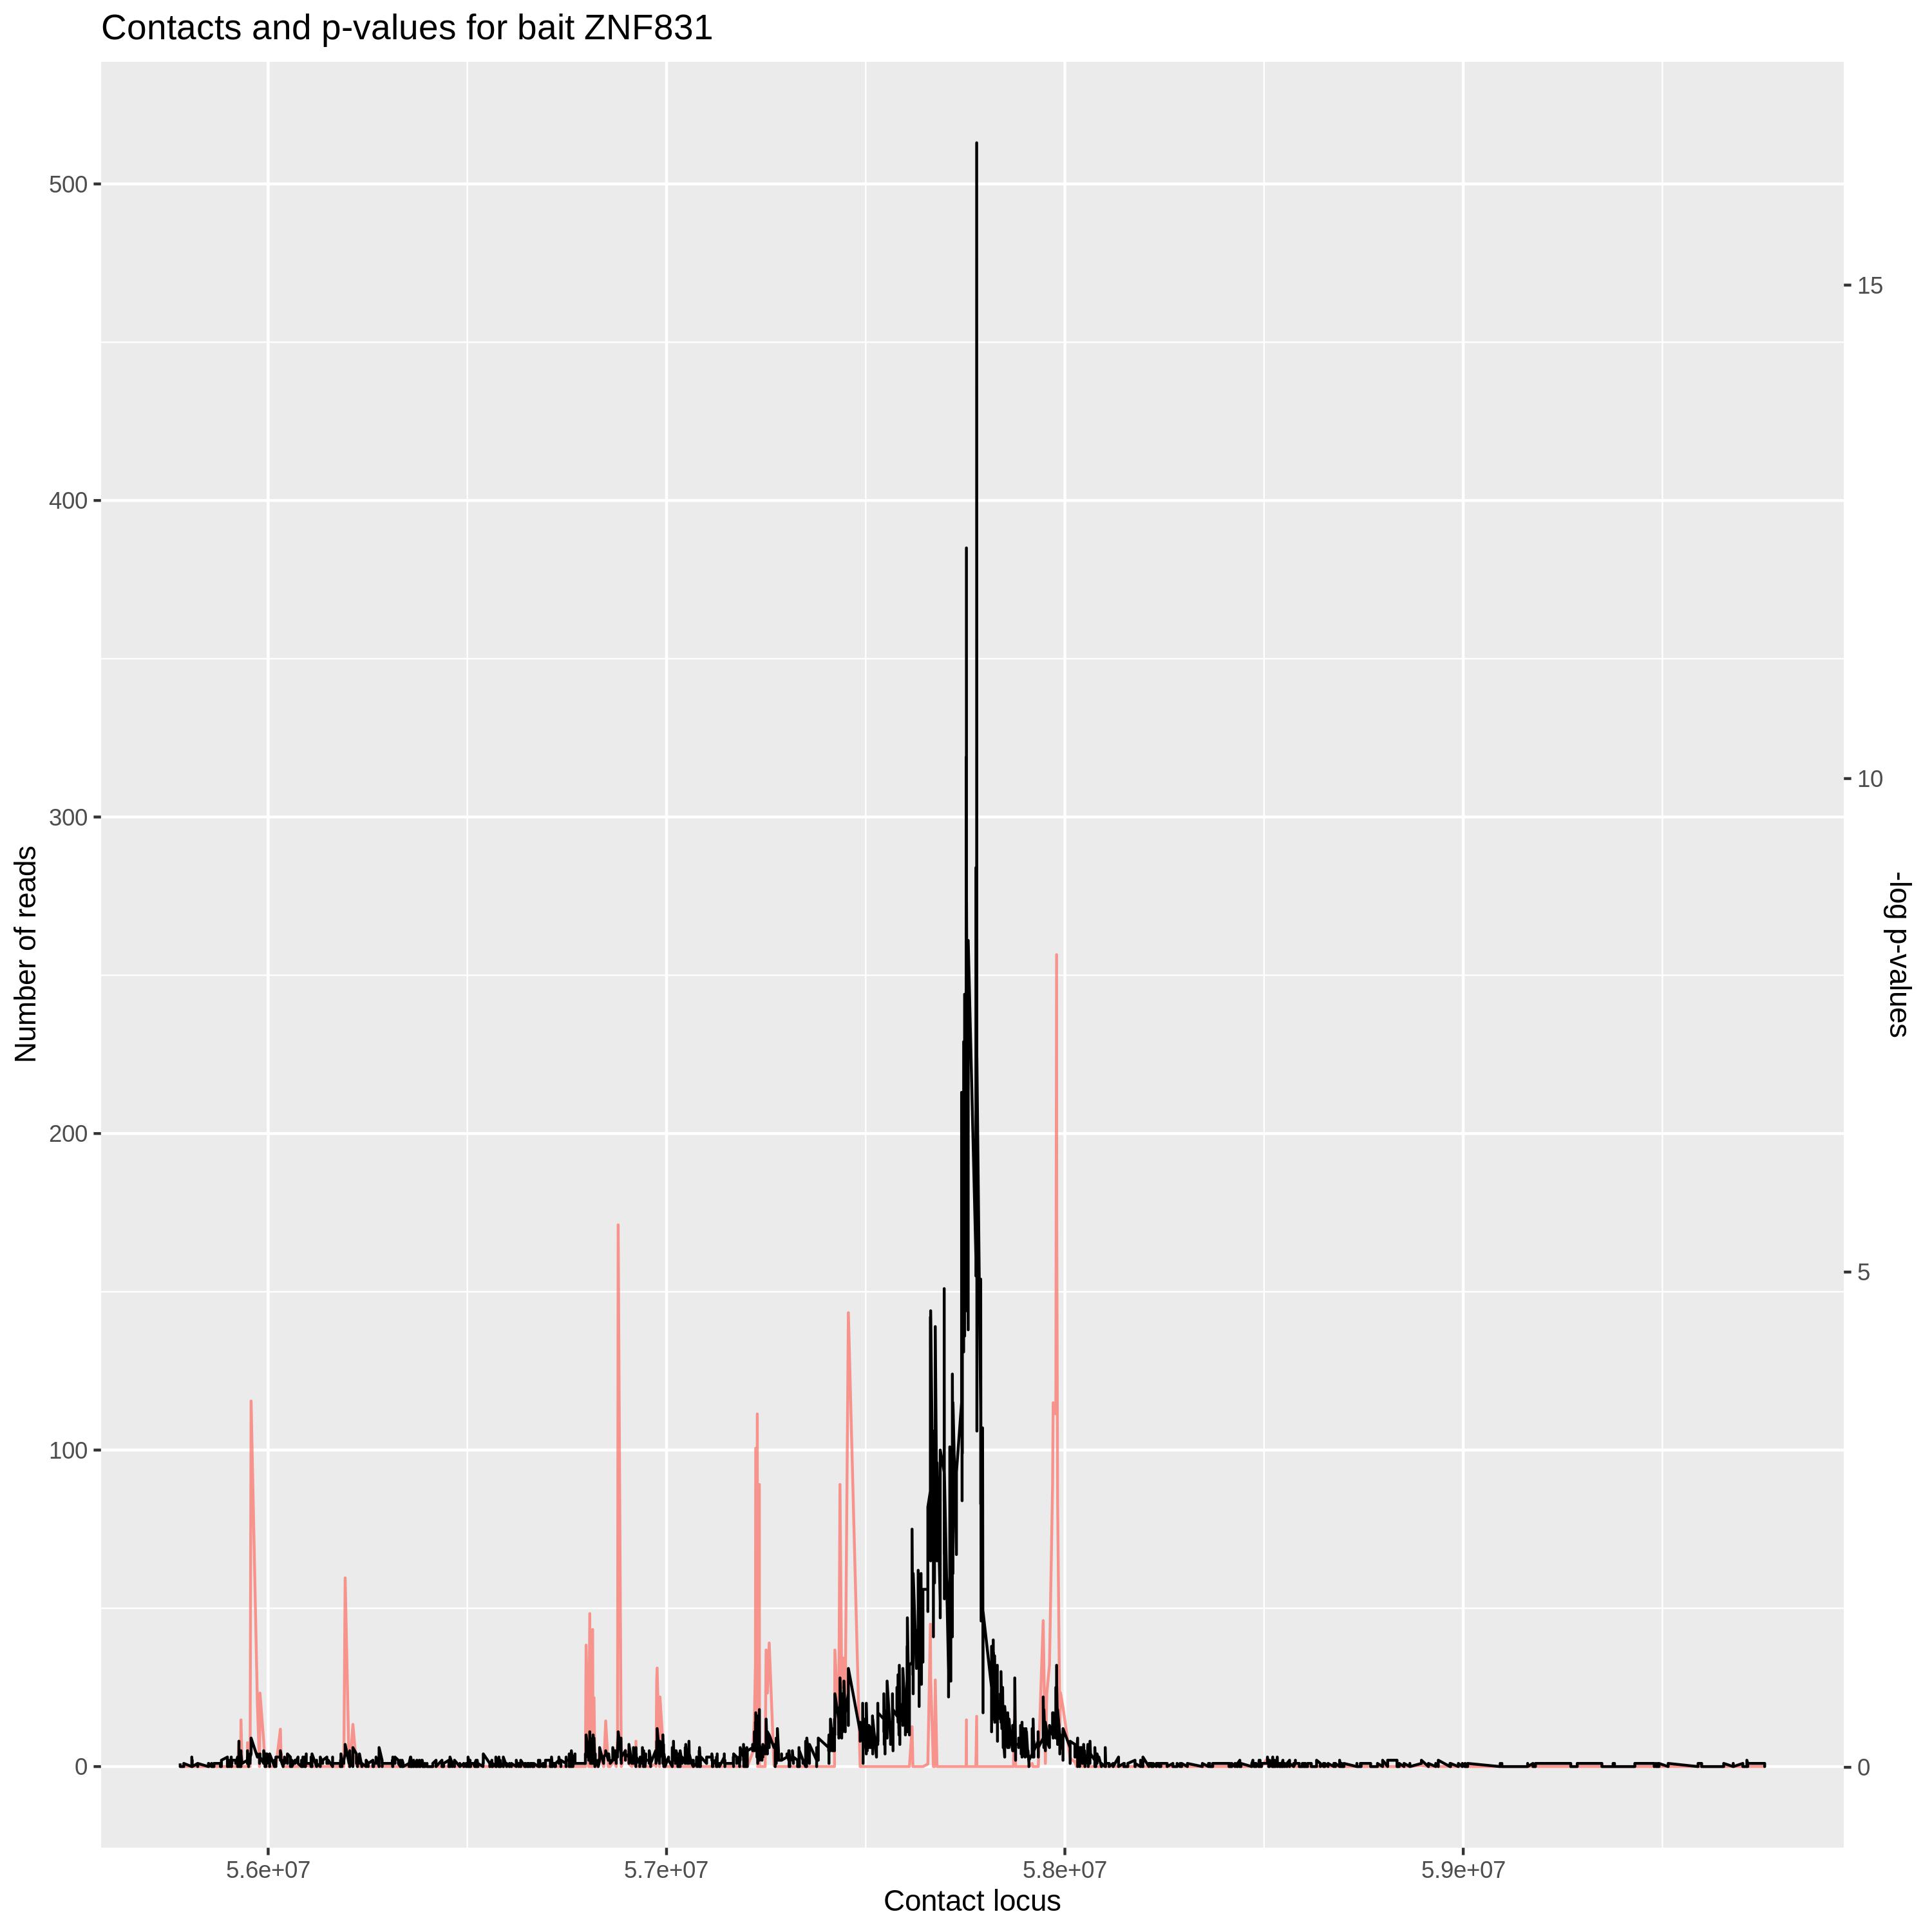 Contacts and p-values for bait ZNF831
500
400
300
200
100
0
Number of reads
15
10
5
0
-log p-values
5.6e+07
5.7e+07
5.8e+07
5.9e+07
Contact locus